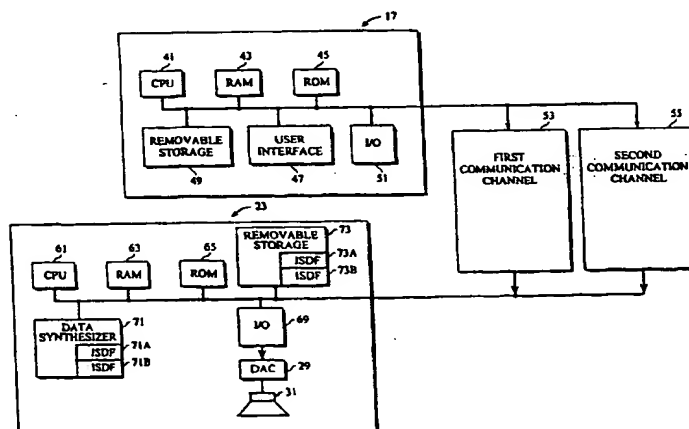 17
41
43
45
CPU
RAM
ROM
53
55
REMOVABLE
STORAGE
USER
INTERFACE
I/O
49
47
51
FIRST
COMMUNICATION
CHANNEL
SECOND
COMMUNICATION
CHANNEL
23
61
63
65
REMOVABLE
STORAGE
73
ISDF
73A
ISDF
73B
CPU
RAM
ROM
DATA
SYNTHESIZER
71
ISDF
71A
ISDF
71B
I/O
69
DAC
29
31